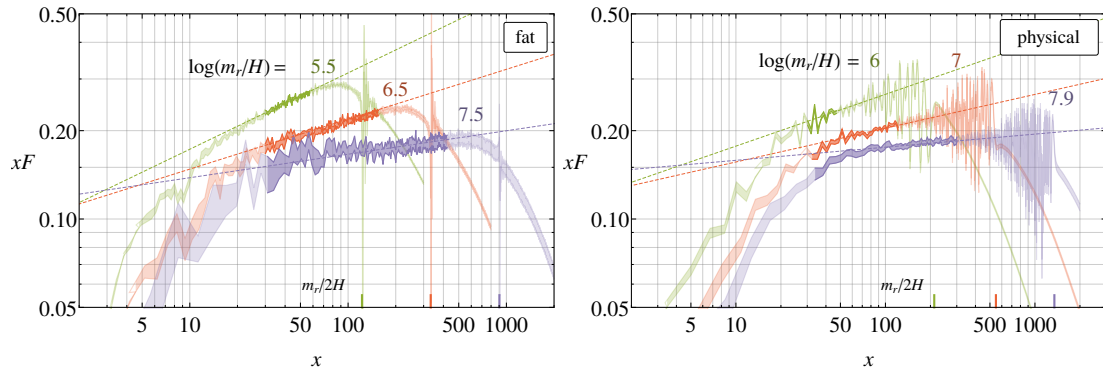 fat
log(m_r/H) = 5.5
6.5
7.5
m_r/2H
xF
0.50
0.20
0.10
0.05
5 10 50 100 500 1000
x
physical
log(m_r/H) = 6 7
7.9
m_r/2H
xF
0.50
0.20
0.10
0.05
5 10 50 100 500 1000
x